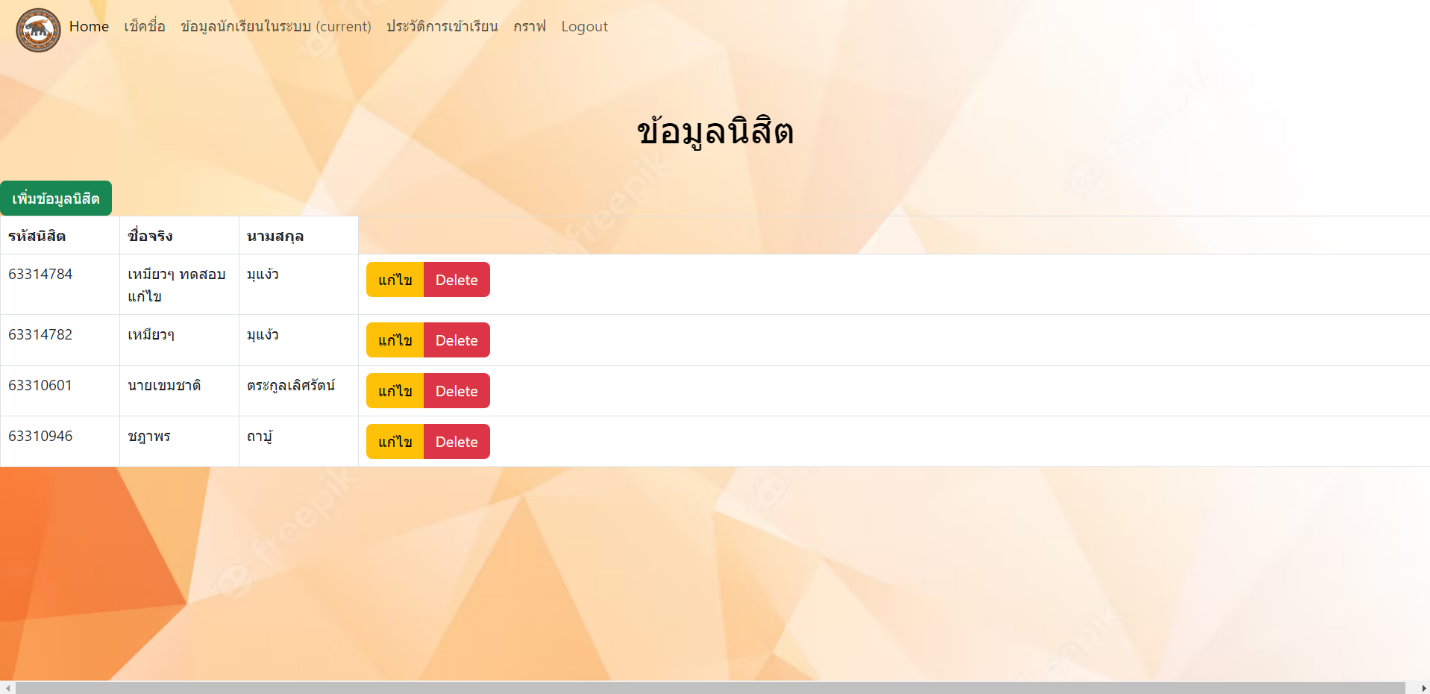 Home เช็คชื่อ ข้อมูลนักเรียนในระบบ (current) ประวัติการเข้าเรียน กราฟ Logout
ข้อมูลนิสิต
เพิ่มข้อมูลนิสิต
รหัสนิสิต ชื่อจริง นามสกุล
63314784 เหมียวๆ ทดสอบ มุแง้ว แก้ไข Delete
แก้ไข
63314782 เหมียวๆ มุแง้ว แก้ไข Delete
63310601 นายเขมชาติ ตระกูลเลิศรัตน์ แก้ไข Delete
63310946 ชฎาพร ถาบู้ แก้ไข Delete
freepik
freepik
freepik